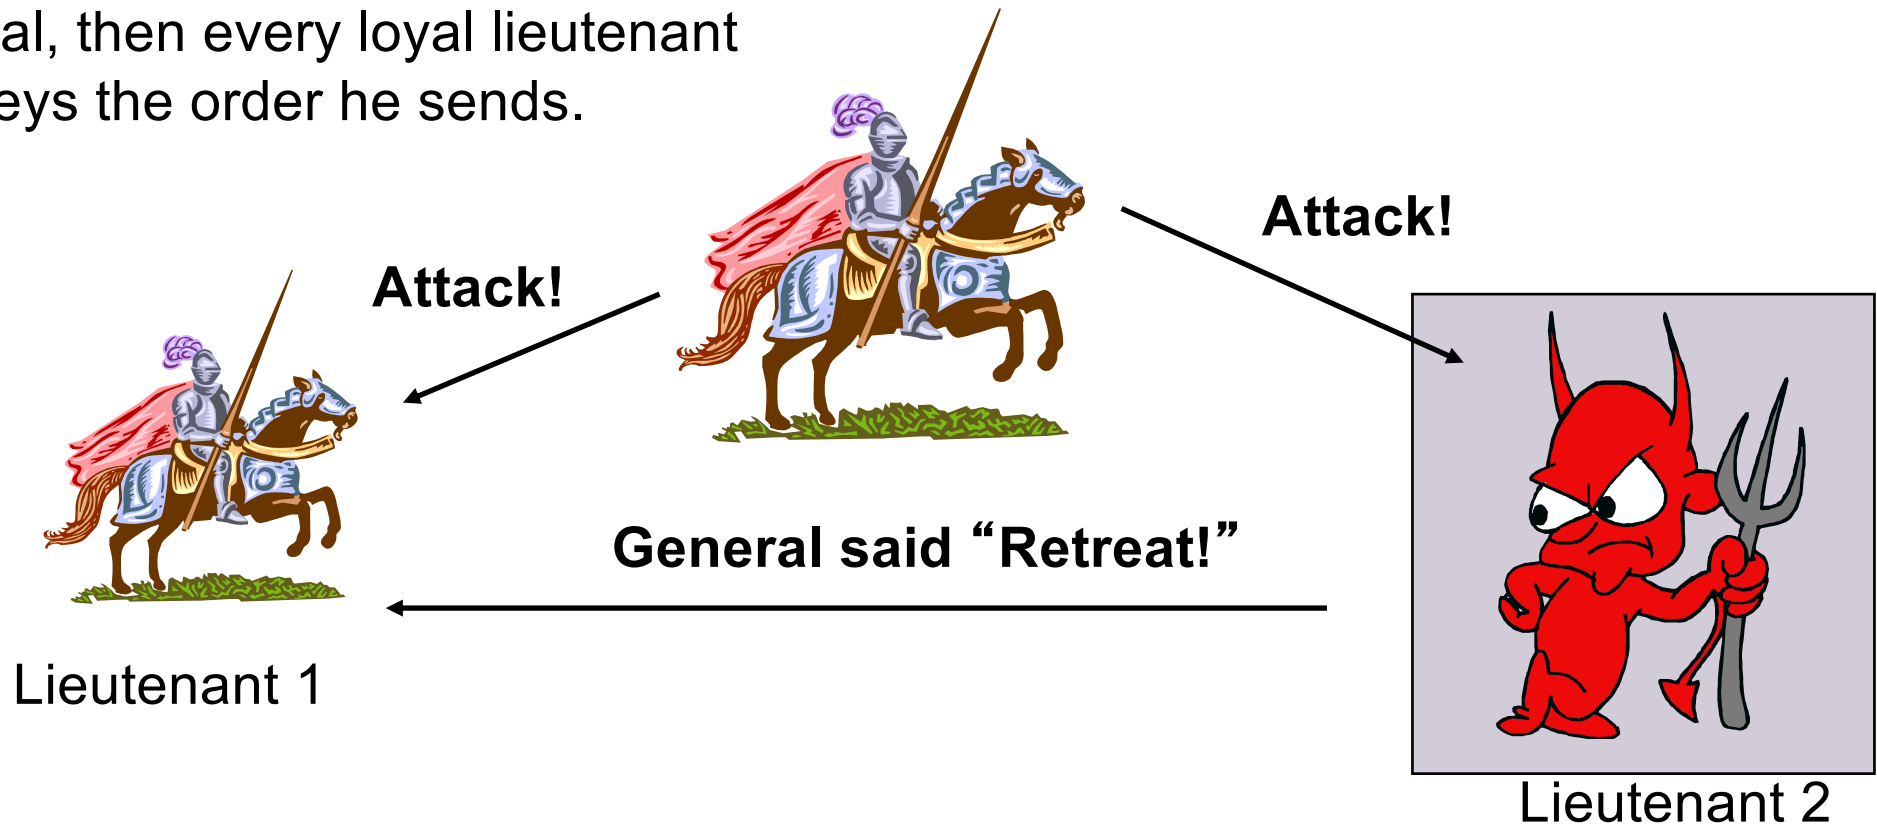 al, then every loyal lieutenant
eys the order he sends.
Attack!
Attack!
General said “Retreat!”
Lieutenant 1
Lieutenant 2